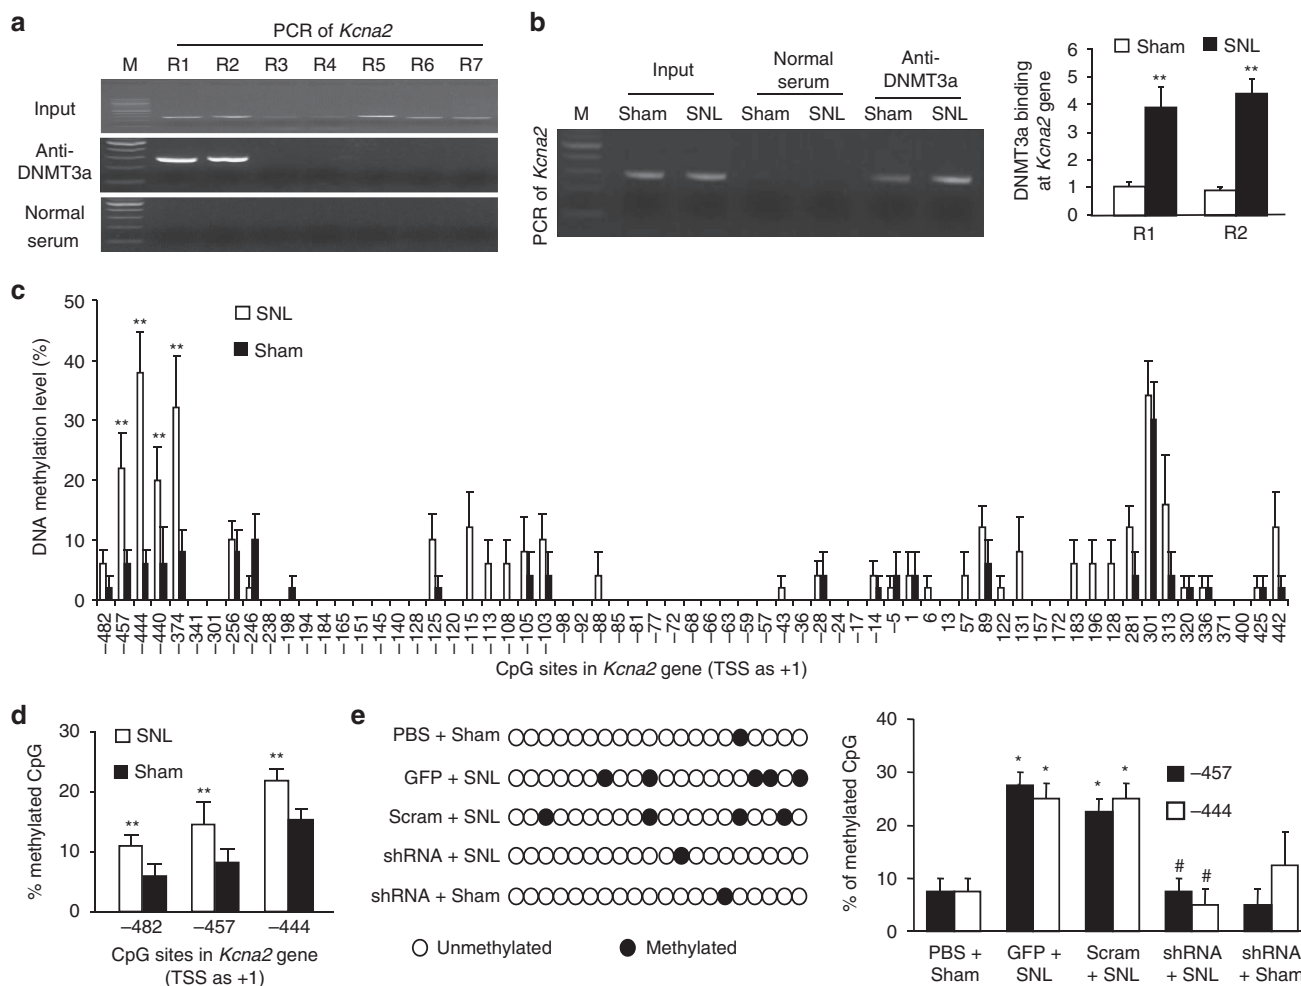 a
PCR of Kcna2
M R1 R2 R3 R4 R5 R6 R7
Input
Anti-
DNMT3a
Normal
serum
b
Input
Normal
serum
Anti-
DNMT3a
M Sham SNL Sham SNL Sham SNL
PCR of Kcna2
Sham SNL
DNMT3a binding
at Kcna2 gene
6
5
4
3
2
1
0
** **
R1 R2
c
DNA methylation level (%)
50
40
30
20
10
0
SNL
Sham
** ** ** **
–482 –457 –444 –440 –374 –341 –301 –256 –246 –238 –198 –194 –184 –165 –151 –145 –140 –128 –125 –120 –115 –113 –108 –105 –103 –98 –92 –88 –85 –81 –77 –72 –68 –66 –63 –59 –57 –43 –36 –28 –24 –17 –14 –5 1 6 13 57 89 122 131 157 172 183 196 128 281 301 313 320 336 371 400 425 442
CpG sites in Kcna2 gene (TSS as +1)
d
% methylated CpG
30
20
10
0
SNL
Sham
** ** **
–482 –457 –444
CpG sites in Kcna2 gene
(TSS as +1)
e
PBS + Sham
GFP + SNL
Scram + SNL
shRNA + SNL
shRNA + Sham
Unmethylated Methylated
% of methylated CpG
40
30
20
10
0
–457
–444
* * * *
# #
PBS + GFP + Scram shRNA shRNA
Sham SNL + SNL + SNL + Sham